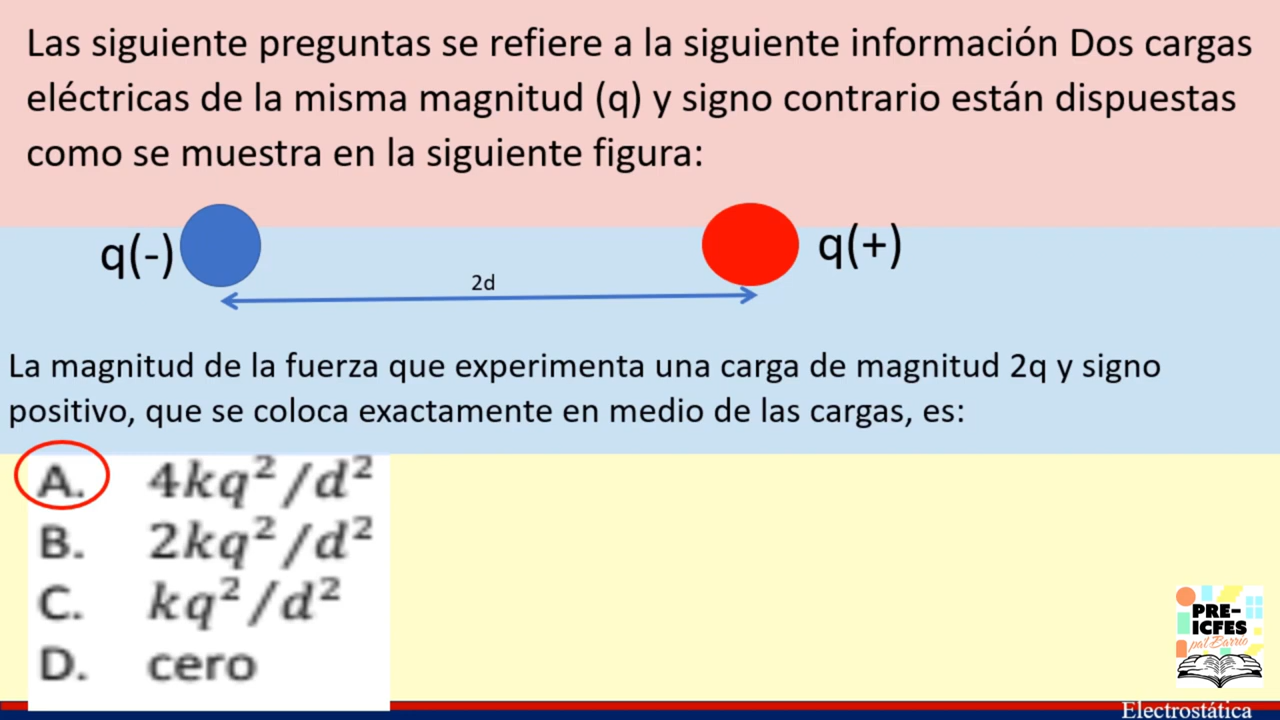 Las siguiente preguntas se refiere a la siguiente información Dos cargas
eléctricas de la misma magnitud (q) y signo contrario están dispuestas
como se muestra en la siguiente figura:
q(-)
q(+)
2d
La magnitud de la fuerza que experimenta una carga de magnitud 2q y signo
positivo, que se coloca exactamente en medio de las cargas, es:
A. 4kq²/d²
B. 2kq²/d²
C. kq²/d²
D. cero
PRE-
ICFES
pa'l Barrio
Electrostática